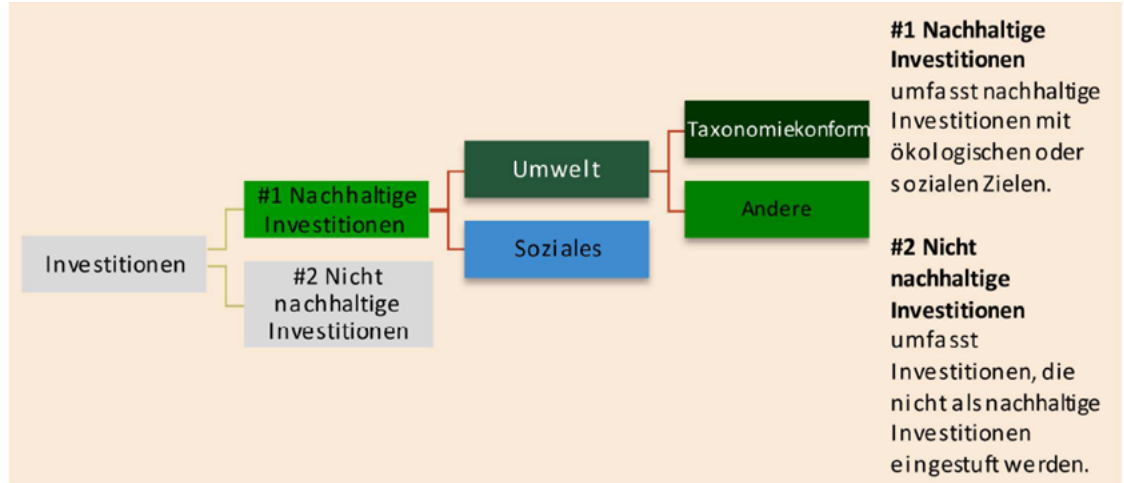 Investitionen
#1 Nachhaltige
Investitionen
#2 Nicht
nachhaltige
Investitionen
Umwelt
Soziales
Taxonomiekonform
Andere
#1 Nachhaltige
Investitionen
umfasst nachhaltige
Investitionen mit
ökologischen oder
sozialen Zielen.
#2 Nicht
nachhaltige
Investitionen
umfasst
Investitionen, die
nicht als nachhaltige
Investitionen
eingestuft werden.